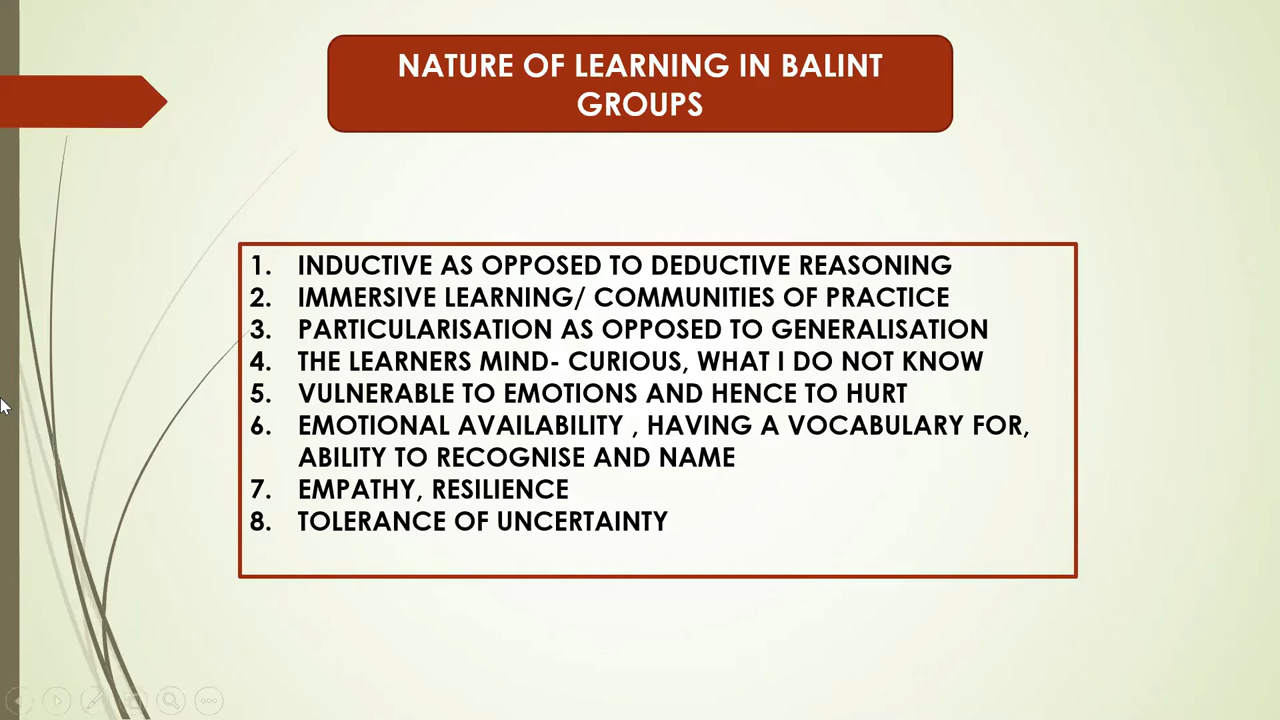 NATURE OF LEARNING IN BALINT
GROUPS
1. INDUCTIVE AS OPPOSED TO DEDUCTIVE REASONING
2. IMMERSIVE LEARNING/ COMMUNITIES OF PRACTICE
3. PARTICULARISATION AS OPPOSED TO GENERALISATION
4. THE LEARNERS MIND- CURIOUS, WHAT I DO NOT KNOW
5. VULNERABLE TO EMOTIONS AND HENCE TO HURT
6. EMOTIONAL AVAILABILITY , HAVING A VOCABULARY FOR,
ABILITY TO RECOGNISE AND NAME
7. EMPATHY, RESILIENCE
8. TOLERANCE OF UNCERTAINTY